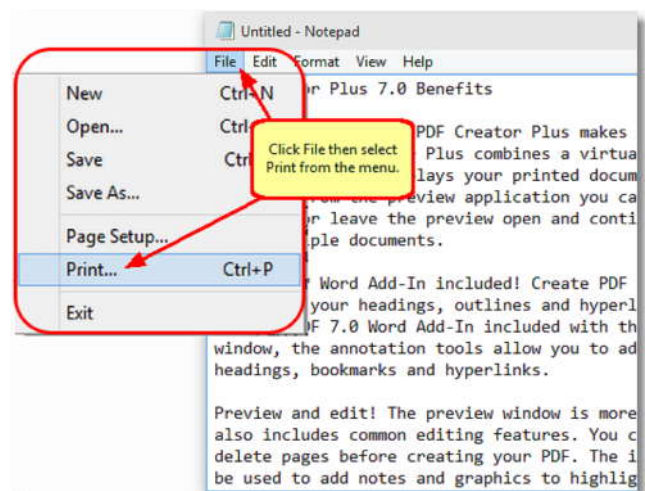 Untitled - Notepad
File Edit Format View Help
New Ctrl+N
Open... Ctrl
Save Ctrl
Save As...
Page Setup...
Print... Ctrl+P
Exit
Click File then select
Print from the menu.
Plus 7.0 Benefits
PDF Creator Plus makes
Plus combines a virtua
lays your printed docum
the preview application you ca
or leave the preview open and conti
iple documents.
Word Add-In included! Create PDF
your headings, outlines and hyperl
DF 7.0 Word Add-In included with th
window, the annotation tools allow you to ad
headings, bookmarks and hyperlinks.
Preview and edit! The preview window is more
also includes common editing features. You c
delete pages before creating your PDF. The i
be used to add notes and graphics to highlig